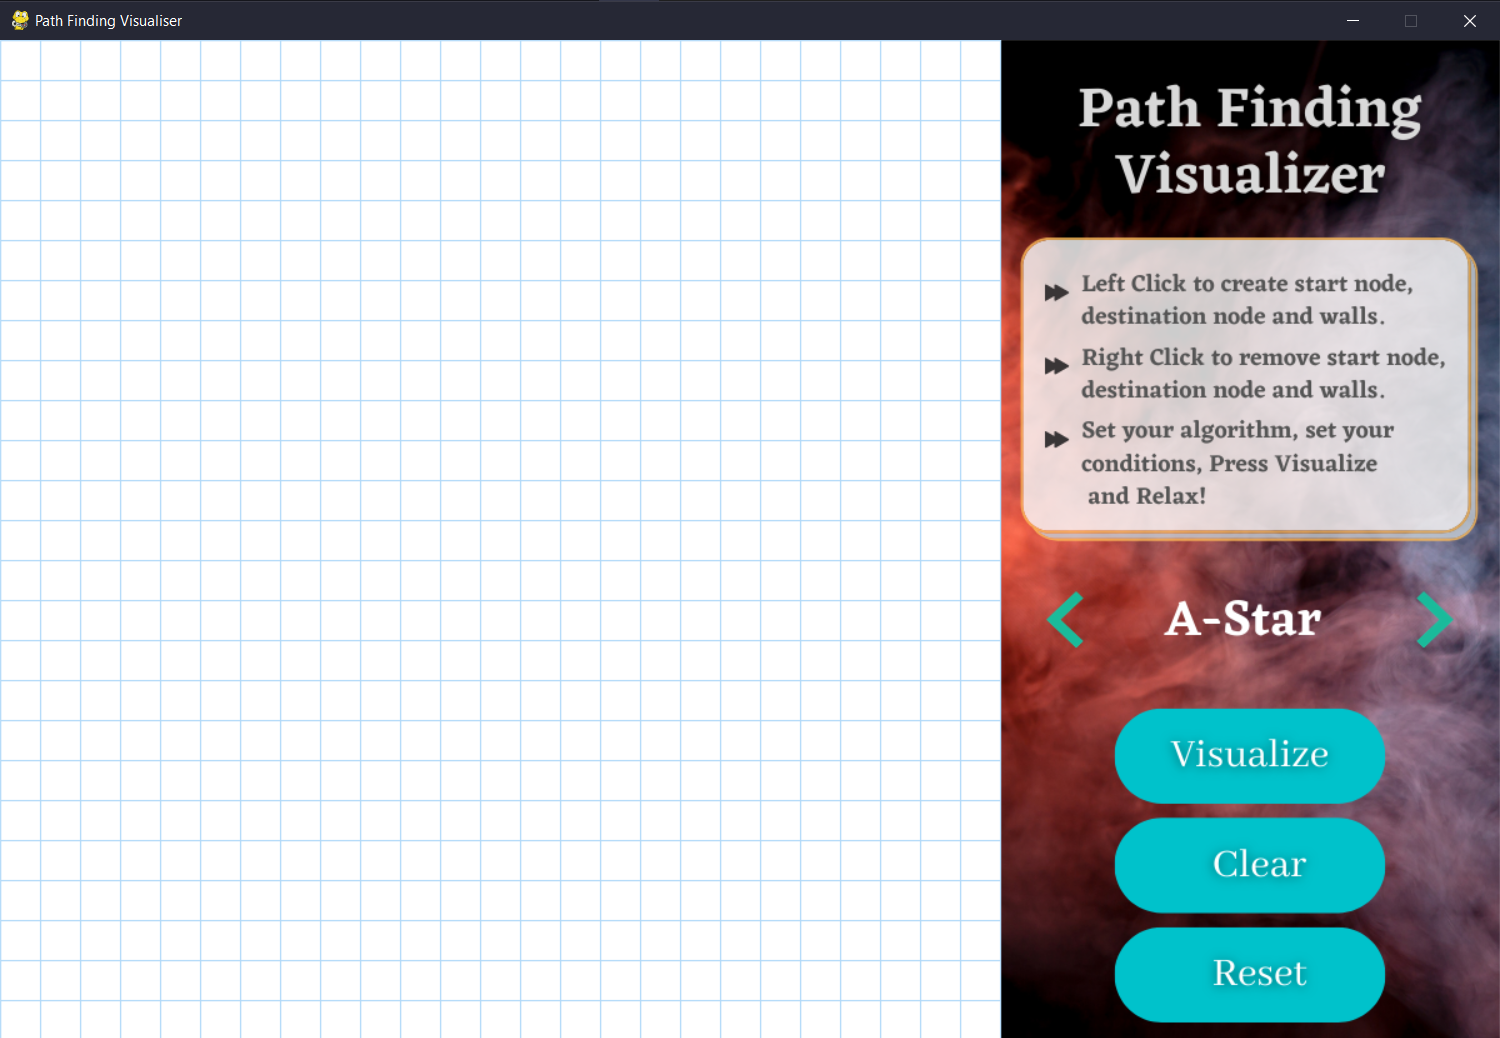 Path Finding Visualiser
Path Finding
Visualizer
Left Click to create start node,
destination node and walls.
Right Click to remove start node,
destination node and walls.
Set your algorithm, set your
conditions, Press Visualize
and Relax!
A-Star
Visualize
Clear
Reset